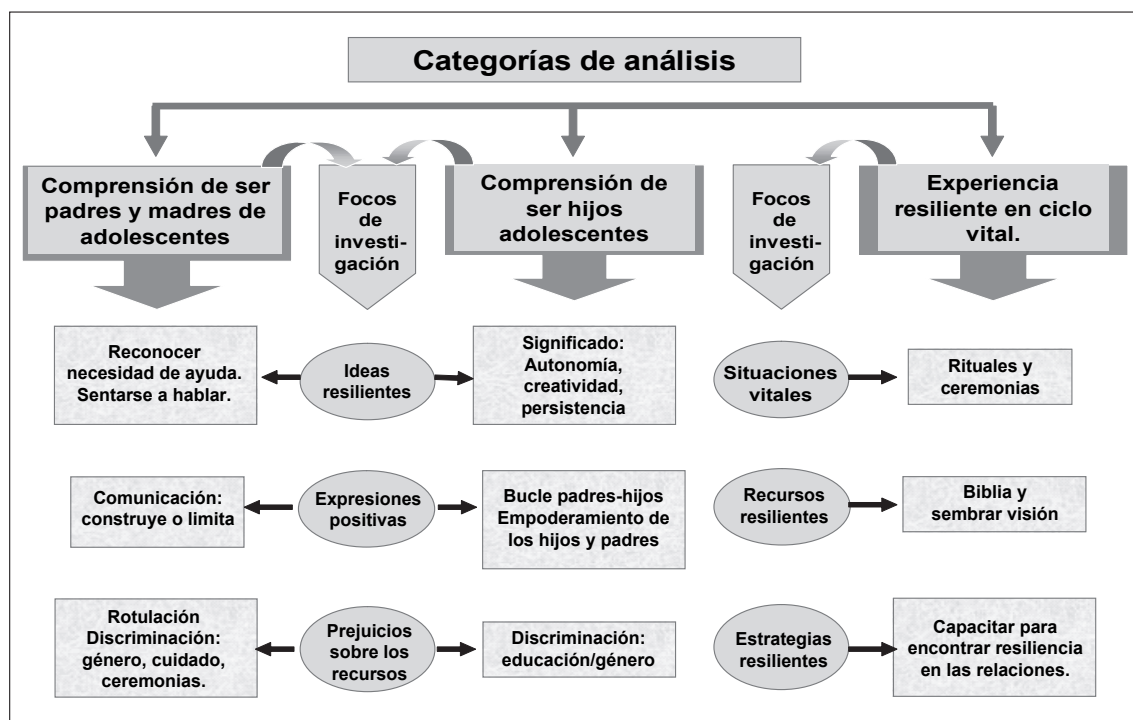 Categorías de análisis
Comprensión de ser
padres y madres de
adolescentes
Focos
de
investi-
gación
Comprensión de
ser hijos
adolescentes
Focos
de
investi-
gación
Experiencia
resiliente en ciclo
vital.
Reconocer
necesidad de ayuda.
Sentarse a hablar.
Ideas
resilientes
Significado:
Autonomía,
creatividad,
persistencia
Situaciones
vitales
Rituales y
ceremonias
Comunicación:
construye o limita
Expresiones
positivas
Bucle padres-hijos
Empoderamiento de
los hijos y padres
Recursos
resilientes
Biblia y
sembrar visión
Rotulación
Discriminación:
género, cuidado,
ceremonias.
Prejuicios
sobre los
recursos
Discriminación:
educación/género
Estrategias
resilientes
Capacitar para
encontrar resiliencia
en las relaciones.